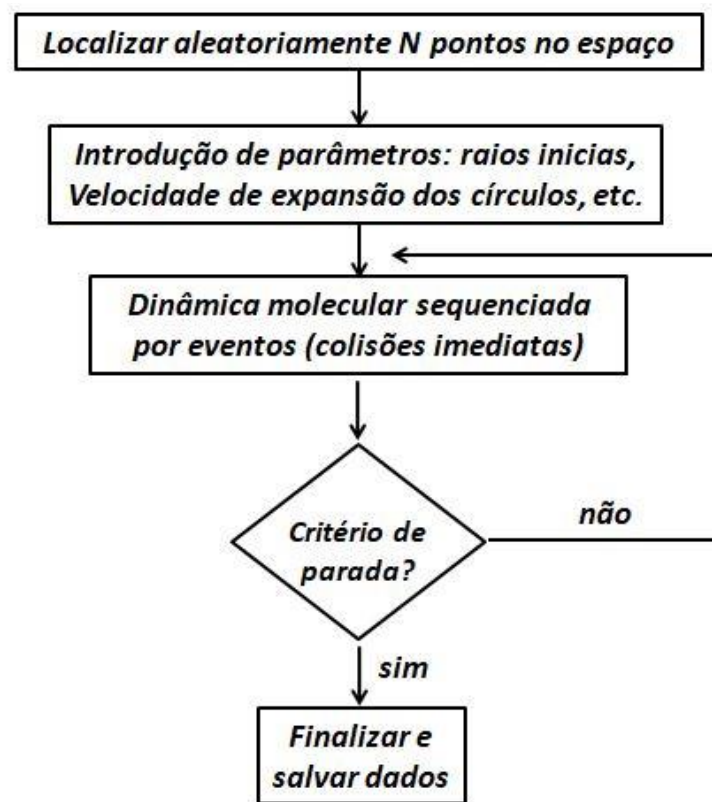 Localizar aleatoriamente N pontos no espaço
Introdução de parâmetros: raios inicias,
Velocidade de expansão dos círculos, etc.
Dinâmica molecular sequenciada
por eventos (colisões imediatas)
Critério de
parada?
não
sim
Finalizar e
salvar dados